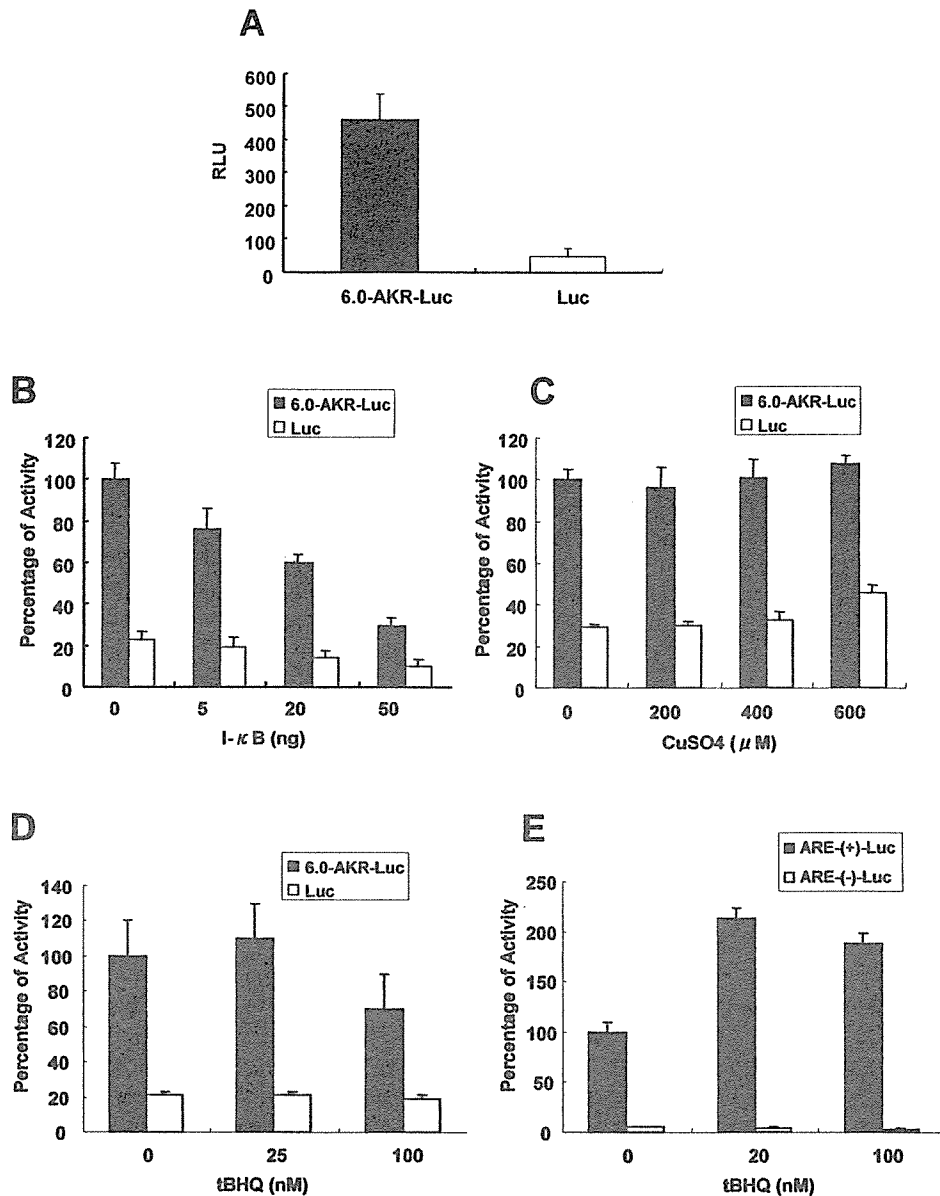 A
600
500
400
300
200
100
0
RLU
6.0-AKR-Luc Luc
B
6.0-AKR-Luc
Luc
120
100
80
60
40
20
0
Percentage of Activity
0 5 20 50
I-κB (ng)
C
6.0-AKR-Luc
Luc
120
100
80
60
40
20
0
Percentage of Activity
0 200 400 600
CuSO4 (μM)
D
6.0-AKR-Luc
Luc
140
120
100
80
60
40
20
0
Percentage of Activity
0 25 100
tBHQ (nM)
E
ARE-(+)-Luc
ARE-(-)-Luc
250
200
150
100
50
0
Percentage of Activity
0 20 100
tBHQ (nM)